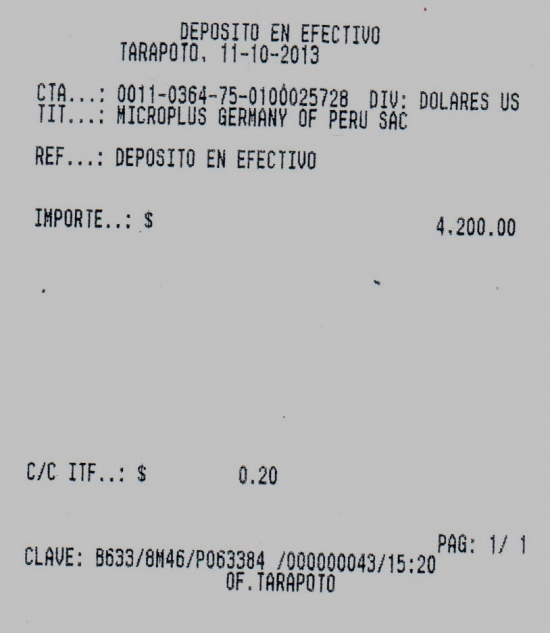 DEPOSITO EN EFECTIVO
TARAPOTO, 11-10-2013
CTA...: 0011-0364-75-0100025728 DIV: DOLARES US
TIT...: MICROPLUS GERMANY OF PERU SAC
REF...: DEPOSITO EN EFECTIVO
IMPORTE..: $ 4,200.00
C/C ITF..: $ 0.20
PAG: 1/ 1
CLAVE: B633/8M46/P063384 /000000043/15:20
OF.TARAPOTO